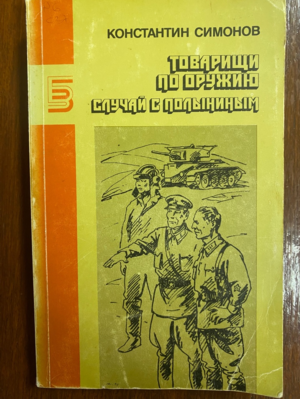 КОНСТАНТИН СИМОНОВ
ТОВАРИЩИ
ПО ОРУЖИЮ
СЛУЧАЙ С ПОЛЫНИНЫМ